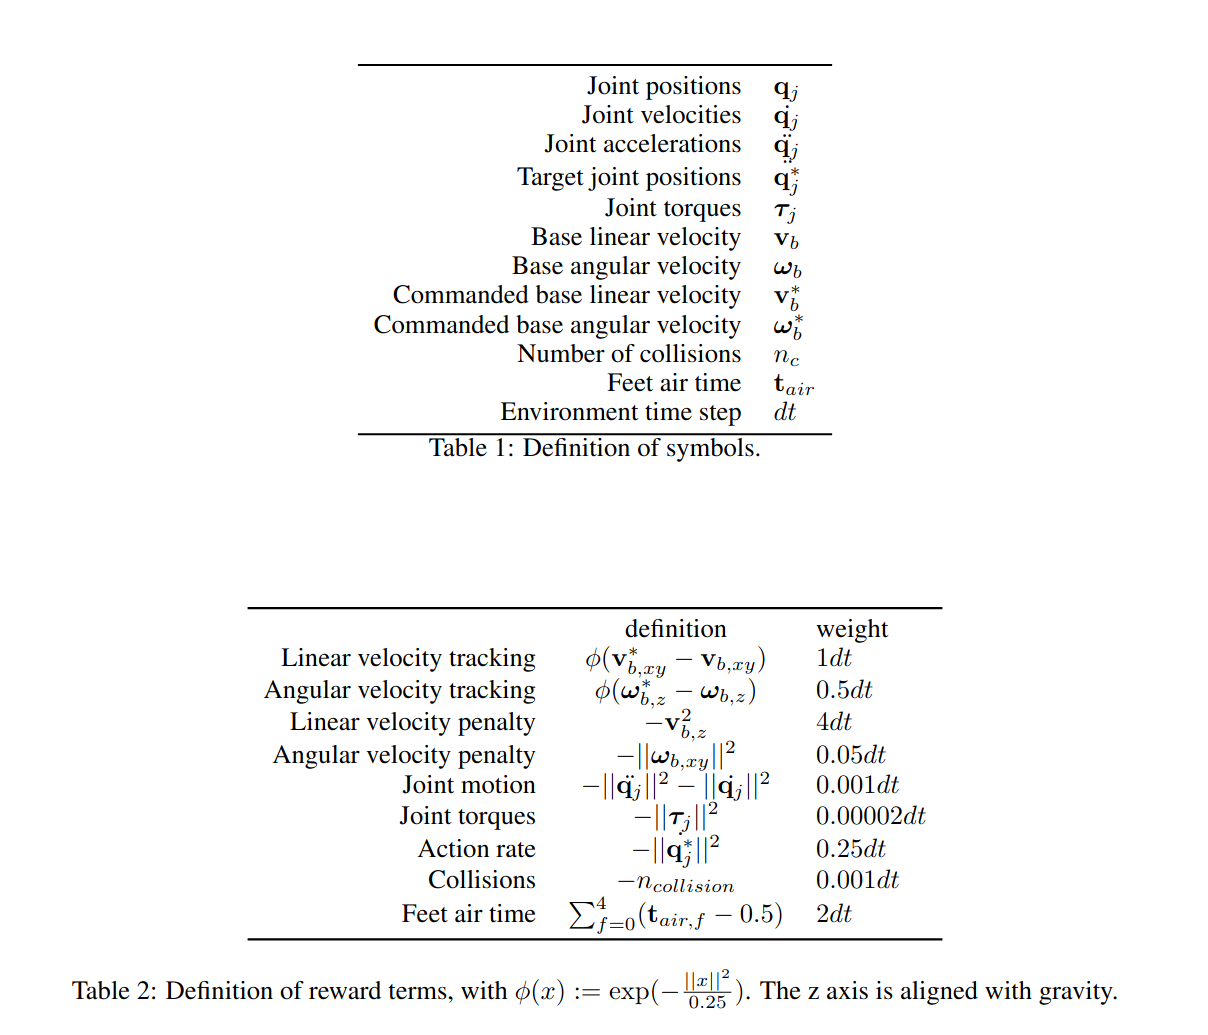 Joint positions $\mathbf{q}_j$
Joint velocities $\dot{\mathbf{q}}_j$
Joint accelerations $\ddot{\mathbf{q}}_j$
Target joint positions $\ddot{\mathbf{q}}_j^*$
Joint torques $\boldsymbol{\tau}_j$
Base linear velocity $\mathbf{v}_b$
Base angular velocity $\boldsymbol{\omega}_b$
Commanded base linear velocity $\mathbf{v}_b^*$
Commanded base angular velocity $\boldsymbol{\omega}_b^*$
Number of collisions $n_c$
Feet air time $\mathbf{t}_{air}$
Environment time step $dt$
Table 1: Definition of symbols.
definition weight
Linear velocity tracking $\phi(\mathbf{v}_{b,xy}^* - \mathbf{v}_{b,xy})$ $1dt$
Angular velocity tracking $\phi(\boldsymbol{\omega}_{b,z}^* - \boldsymbol{\omega}_{b,z})$ $0.5dt$
Linear velocity penalty $-\mathbf{v}_{b,z}^2$ $4dt$
Angular velocity penalty $-||\boldsymbol{\omega}_{b,xy}||^2$ $0.05dt$
Joint motion $-||\ddot{\mathbf{q}}_j||^2 - ||\dot{\mathbf{q}}_j||^2$ $0.001dt$
Joint torques $-||\boldsymbol{\tau}_j||^2$ $0.00002dt$
Action rate $-||\dot{\mathbf{q}}_j^*||^2$ $0.25dt$
Collisions $-n_{collision}$ $0.001dt$
Feet air time $\sum_{f=0}^{4}(\mathbf{t}_{air,f} - 0.5)$ $2dt$
Table 2: Definition of reward terms, with $\phi(x) := \exp(-\frac{||x||^2}{0.25})$. The z axis is aligned with gravity.